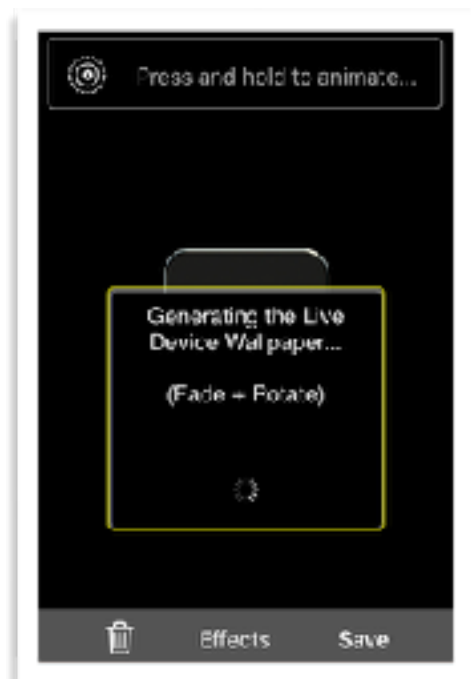 Press and hold to animate...
Generating the Live
Device Wallpaper...
(Fade + Rotate)
Effects
Save